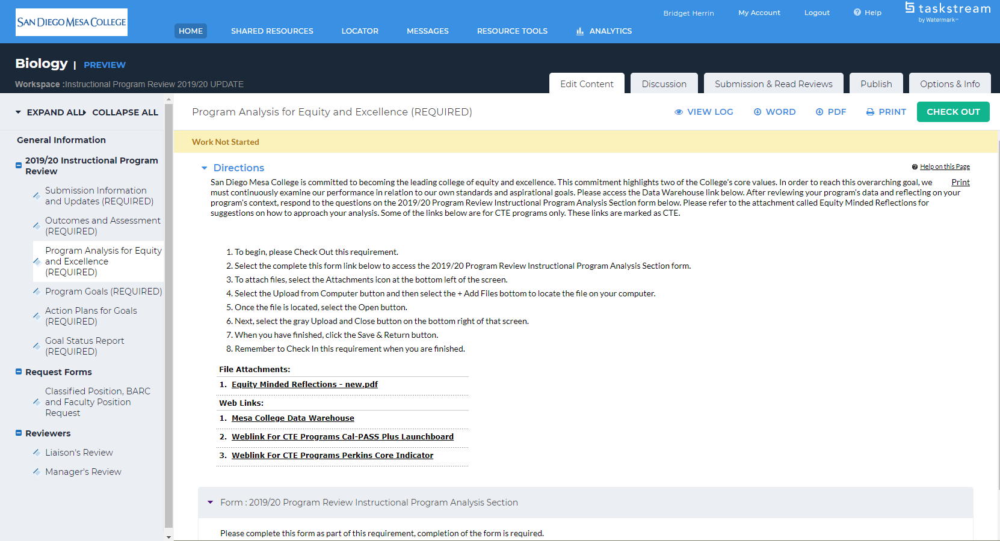 SAN DIEGO MESA COLLEGE
Bridget Herrin
My Account
Logout
Help
taskstream
by Watermark™
HOME
SHARED RESOURCES
LOCATOR
MESSAGES
RESOURCE TOOLS
ANALYTICS
Biology | PREVIEW
Workspace :Instructional Program Review 2019/20 UPDATE
Edit Content
Discussion
Submission & Read Reviews
Publish
Options & Info
EXPAND ALL
COLLAPSE ALL
General Information
2019/20 Instructional Program
Review
Submission Information
and Updates (REQUIRED)
Outcomes and Assessment
(REQUIRED)
Program Analysis for Equity
and Excellence
(REQUIRED)
Program Goals (REQUIRED)
Action Plans for Goals
(REQUIRED)
Goal Status Report
(REQUIRED)
Request Forms
Classified Position, BARC
and Faculty Position
Request
Reviewers
Liaison's Review
Manager's Review
Program Analysis for Equity and Excellence (REQUIRED)
VIEW LOG
WORD
PDF
PRINT
CHECK OUT
Work Not Started
Directions
Help on this Page
Print
San Diego Mesa College is committed to becoming the leading college of equity and excellence. This commitment highlights two of the College's core values. In order to reach this overarching goal, we
must continuously examine our performance in relation to our own standards and aspirational goals. Please access the Data Warehouse link below. After reviewing your program's data and reflecting on your
program's context, respond to the questions on the 2019/20 Program Review Instructional Program Analysis Section form below. Please refer to the attachment called Equity Minded Reflections for
suggestions on how to approach your analysis. Some of the links below are for CTE programs only. These links are marked as CTE.
1. To begin, please Check Out this requirement.
2. Select the complete this form link below to access the 2019/20 Program Review Instructional Program Analysis Section form.
3. To attach files, select the Attachments icon at the bottom left of the screen.
4. Select the Upload from Computer button and then select the + Add Files bottom to locate the file on your computer.
5. Once the file is located, select the Open button.
6. Next, select the gray Upload and Close button on the bottom right of that screen.
7. When you have finished, click the Save & Return button.
8. Remember to Check In this requirement when you are finished.
File Attachments:
1. Equity Minded Reflections - new.pdf
Web Links:
1. Mesa College Data Warehouse
2. Weblink For CTE Programs Cal-PASS Plus Launchboard
3. Weblink For CTE Programs Perkins Core Indicator
Form : 2019/20 Program Review Instructional Program Analysis Section
Please complete this form as part of this requirement, completion of the form is required.